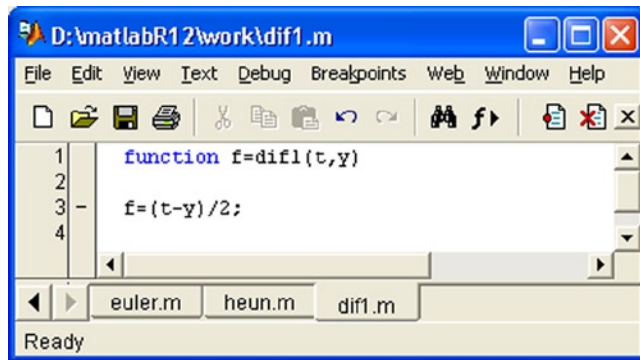 D:\matlabR12\work\dif1.m
File Edit View Text Debug Breakpoints Web Window Help
1 function f=dif1(t,y)
2
3 - f=(t-y)/2;
4
euler.m heun.m dif1.m
Ready